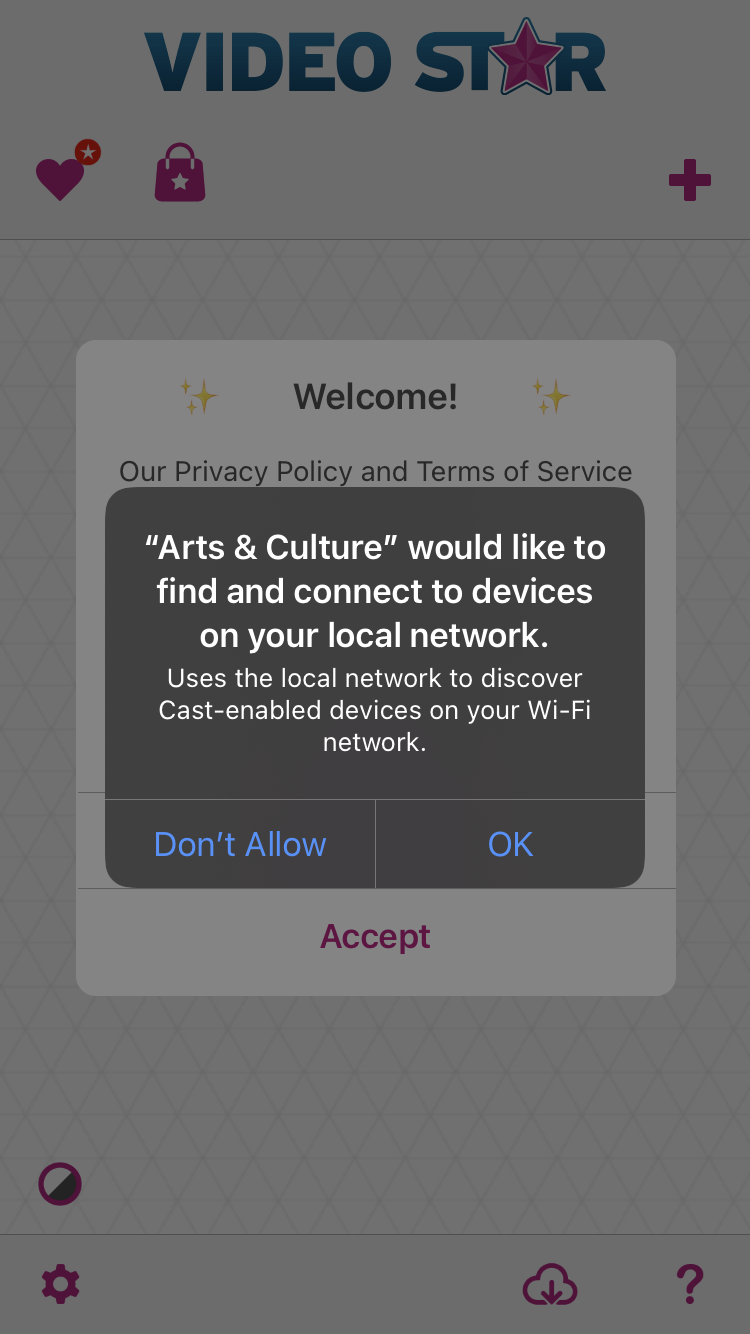 VIDEO STAR
Welcome!
Our Privacy Policy and Terms of Service
“Arts & Culture” would like to
find and connect to devices
on your local network.
Uses the local network to discover
Cast-enabled devices on your Wi-Fi
network.
Don’t Allow
OK
Accept